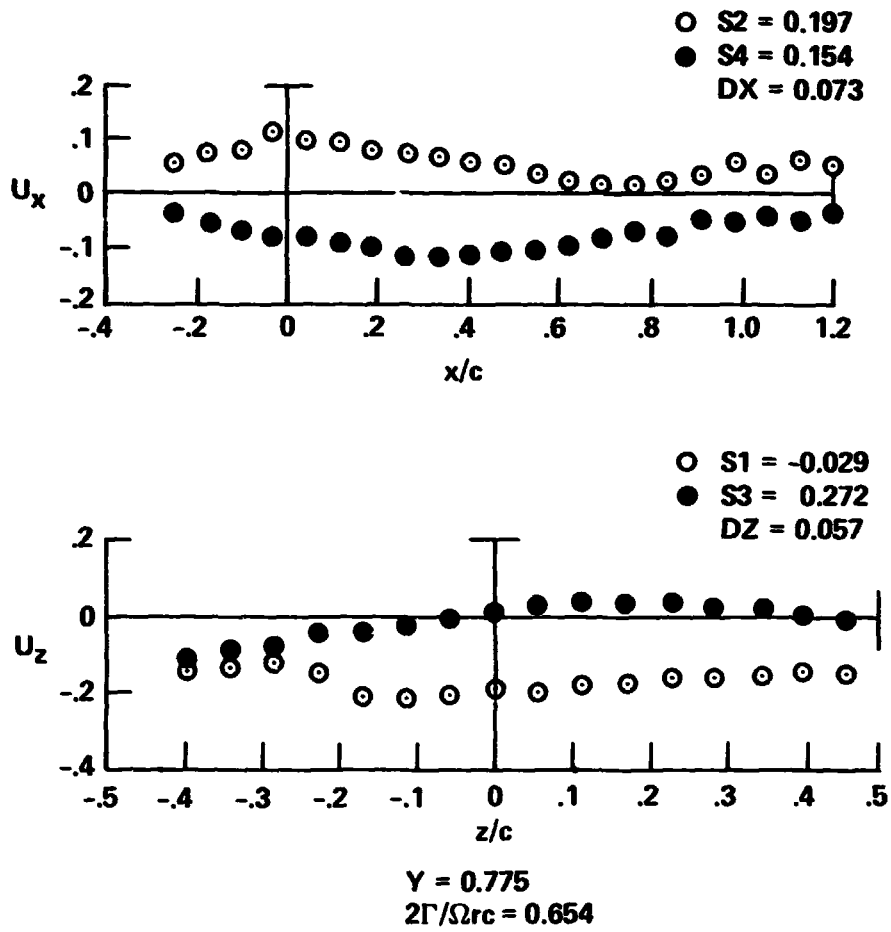 S2 = 0.197
S4 = 0.154
DX = 0.073
.2
.1
0
-.1
-.2
Ux
-.4 -.2 0 .2 .4 .6 .8 1.0 1.2
x/c
S1 = -0.029
S3 = 0.272
DZ = 0.057
.2
0
-.2
-.4
Uz
-.5 -.4 -.3 -.2 -.1 0 .1 .2 .3 .4 .5
z/c
Y = 0.775
2Γ/Ωrc = 0.654